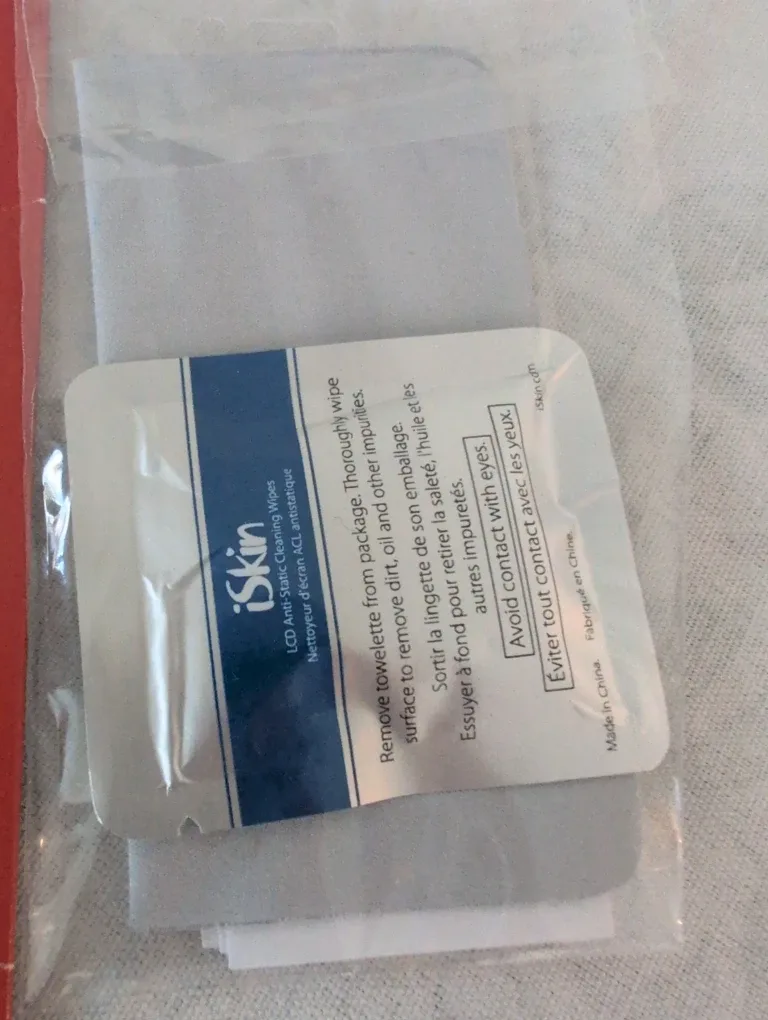 iSkin
LCD Anti-Static Cleaning Wipes
Nettoyeur d'écran ACL antistatique
Remove towelette from package. Thoroughly wipe
surface to remove dirt, oil and other impurities.
Sortir la lingette de son emballage.
Essuyer à fond pour retirer la saleté, l'huile et les
autres impuretés.
Avoid contact with eyes.
Éviter tout contact avec les yeux.
Made in China. Fabriqué en Chine. iSkin.com